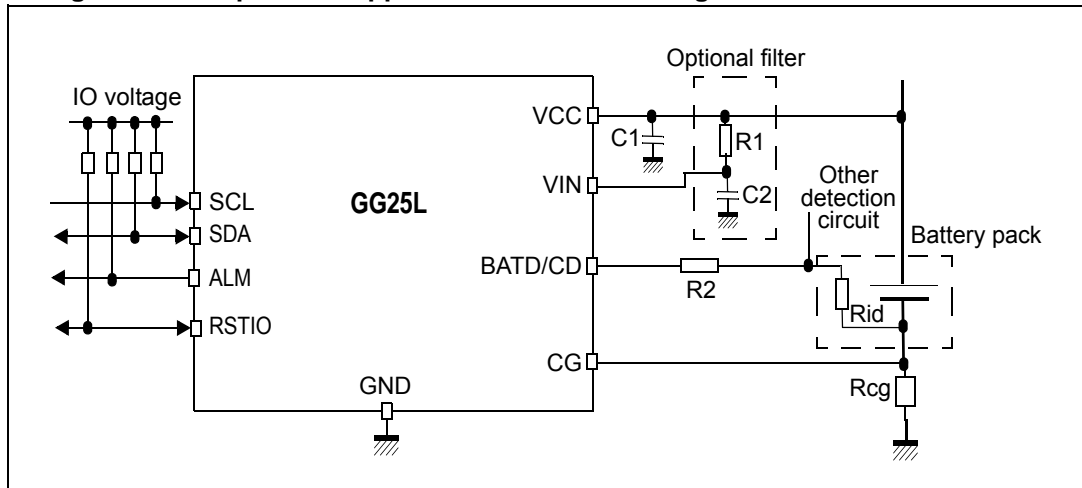 Optional filter
IO voltage
VCC
C1
R1
VIN
C2
Other
detection
circuit
SCL
GG25L
SDA
BATD/CD
R2
Battery pack
ALM
Rid
RSTIO
CG
GND
Rcg